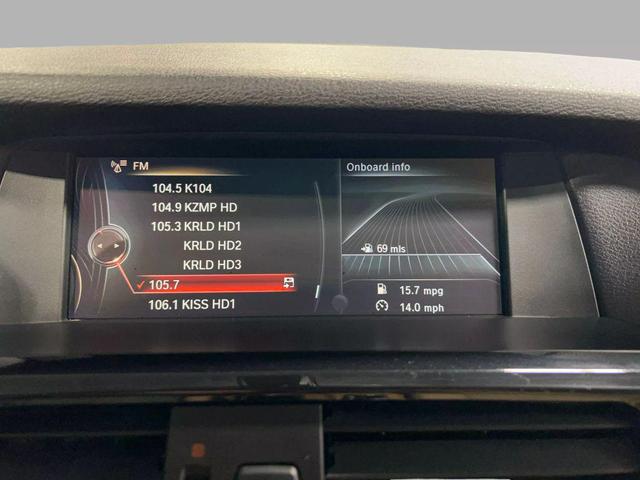 FM
104.5 K104
104.9 KZMP HD
105.3 KRLD HD1
KRLD HD2
KRLD HD3
105.7
106.1 KISS HD1
Onboard info
69 mls
15.7 mpg
14.0 mph